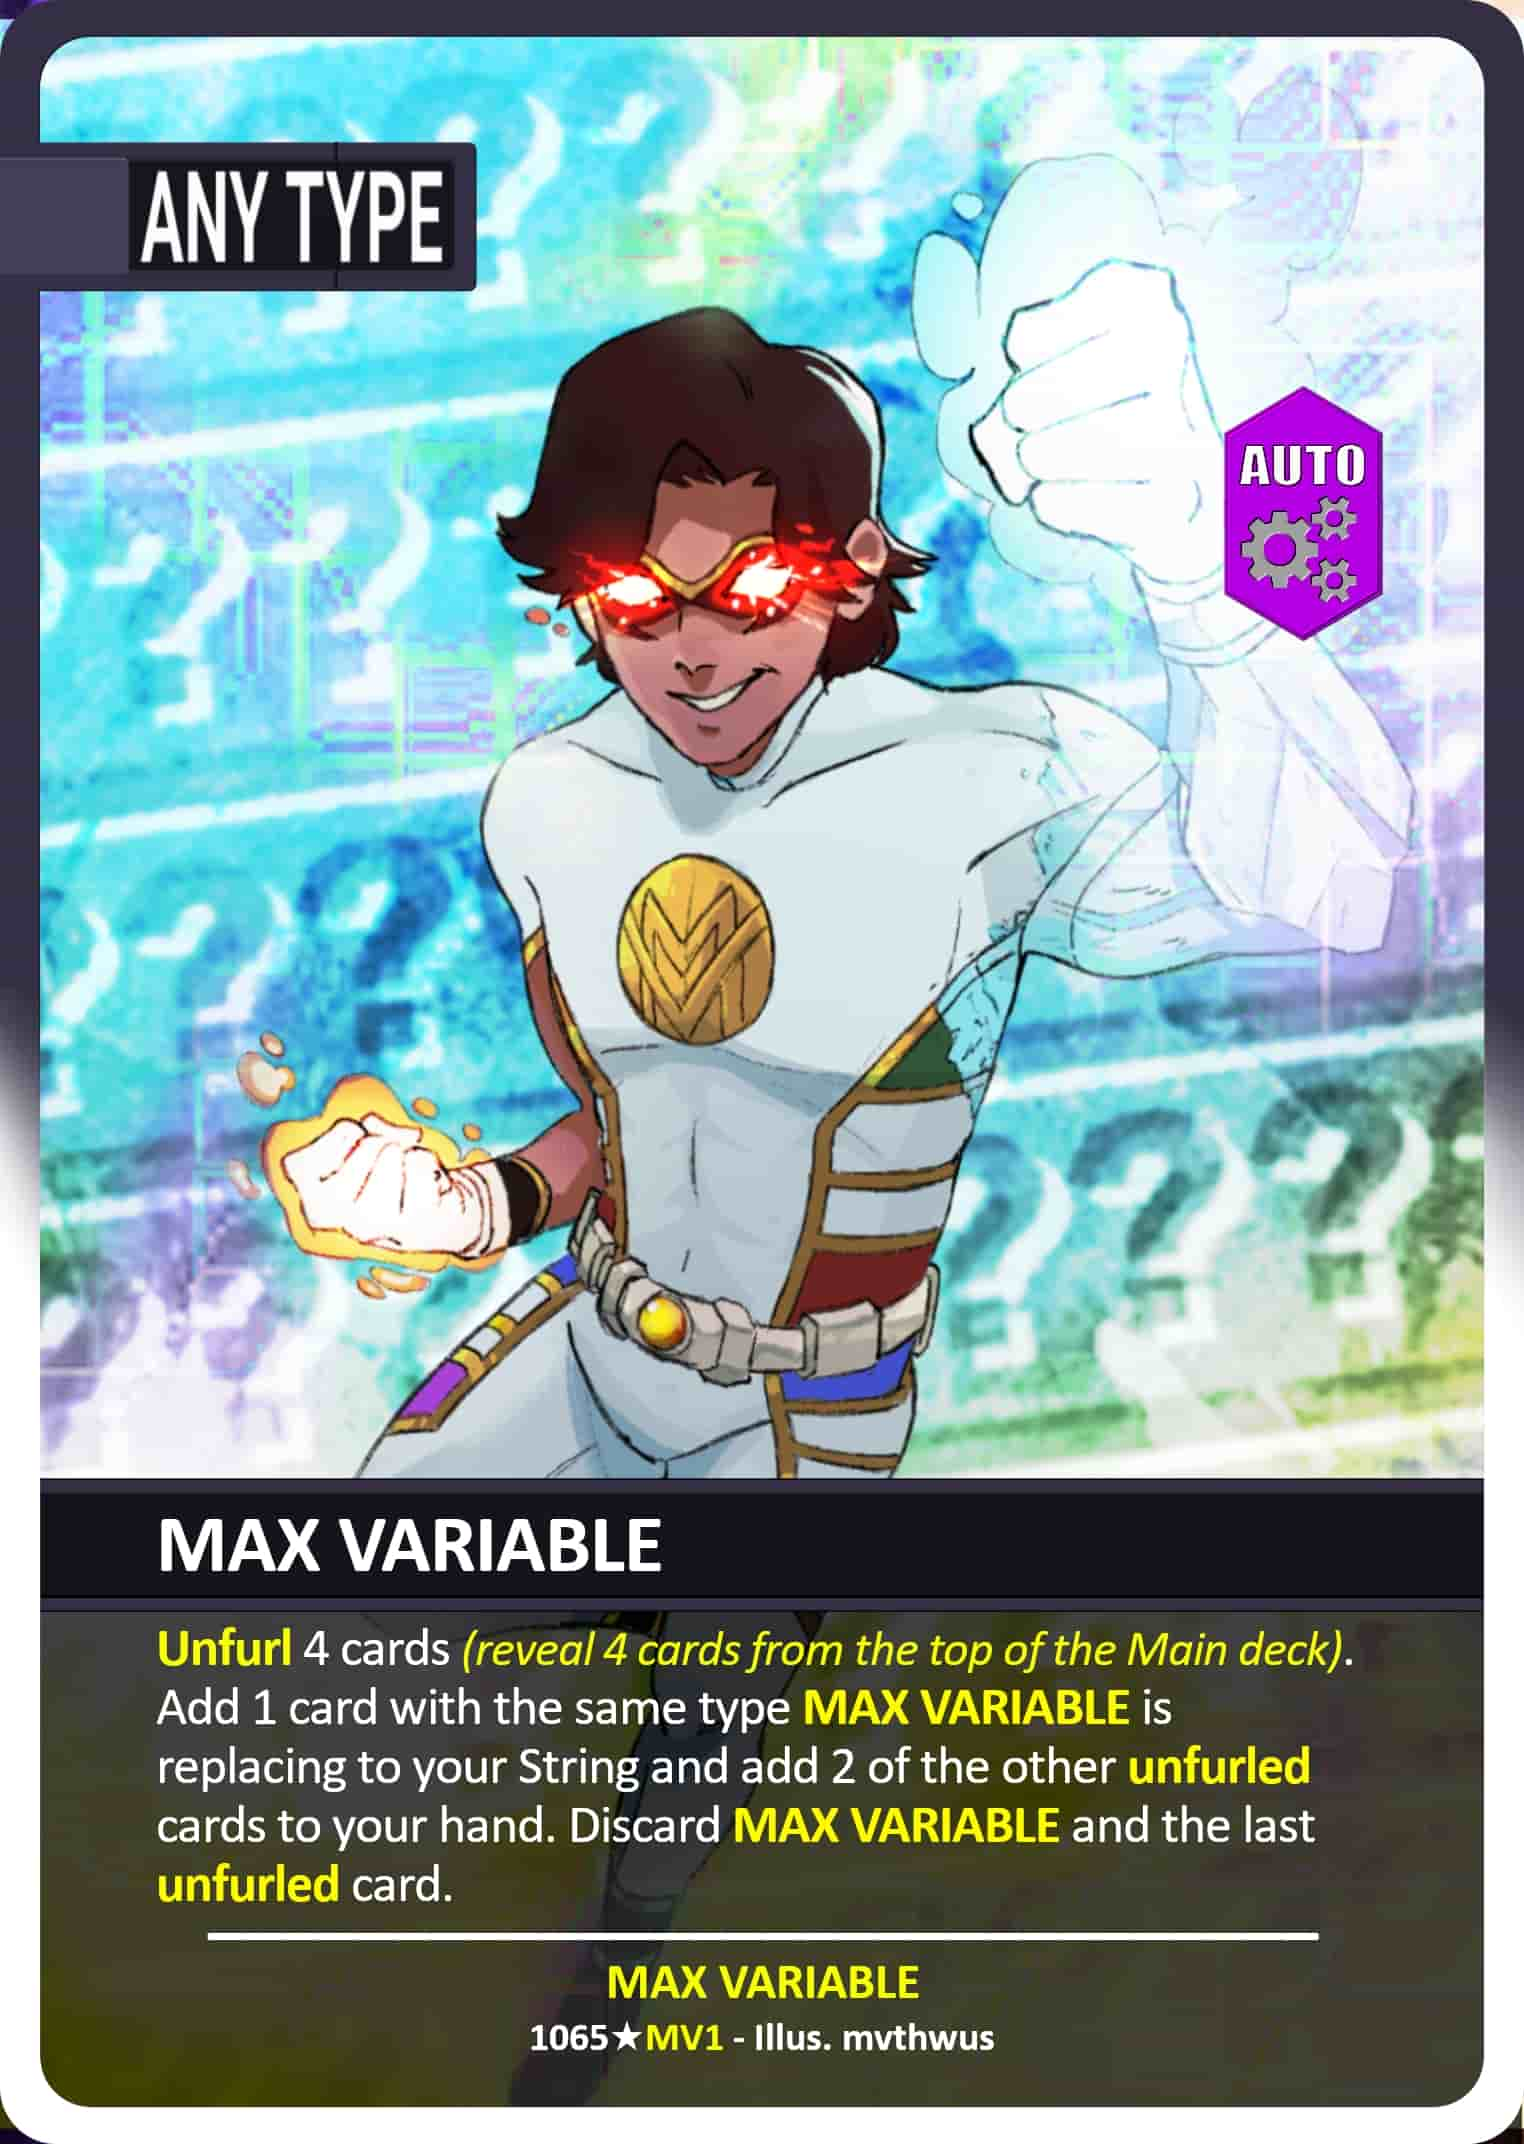 ANY TYPE
AUTO
MAX VARIABLE
Unfurl 4 cards (reveal 4 cards from the top of the Main deck).
Add 1 card with the same type MAX VARIABLE is
replacing to your String and add 2 of the other unfurled
cards to your hand. Discard MAX VARIABLE and the last
unfurled card.
MAX VARIABLE
1065★MV1 - Illus. mvthwus